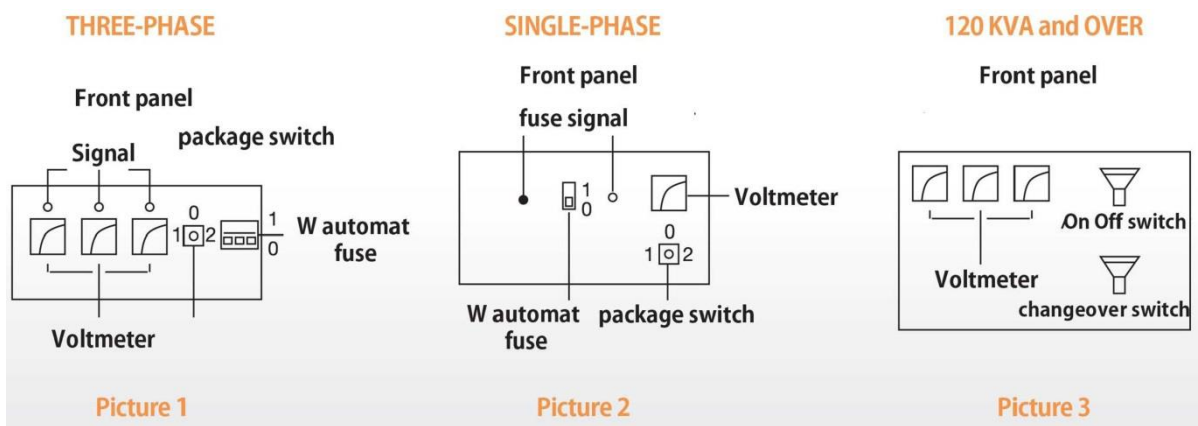 THREE-PHASE
Front panel
package switch
Signal
0
1 2
1
0
W automat
fuse
Voltmeter
Picture 1
SINGLE-PHASE
Front panel
fuse signal
1
0
Voltmeter
0
1 2
W automat
fuse
package switch
Picture 2
120 KVA and OVER
Front panel
On Off switch
Voltmeter
changeover switch
Picture 3